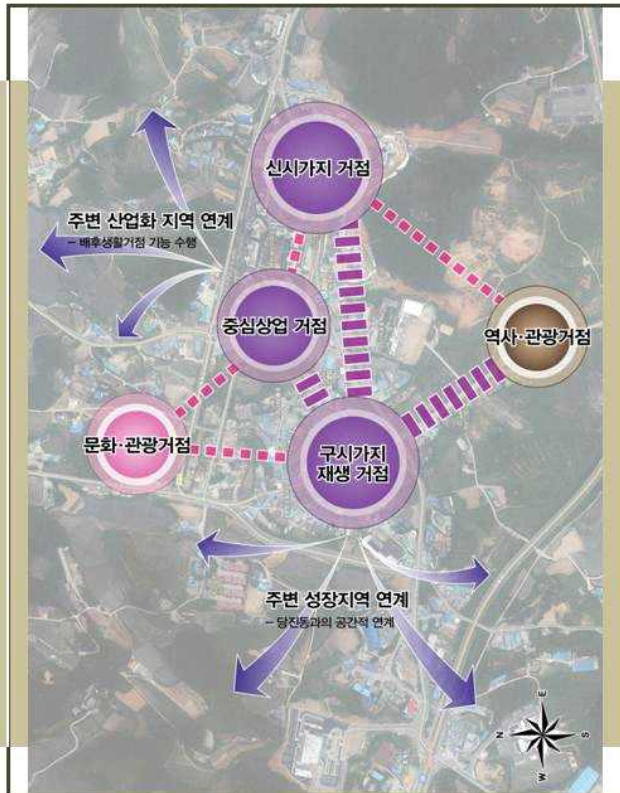 신시가지 거점
주변 산업화 지역 연계
– 배후생활거점 기능 수행
중심상업 거점
역사·관광거점
문화·관광거점
구시가지
재생 거점
주변 성장지역 연계
– 당진동과의 공간적 연계
E
N
S
W